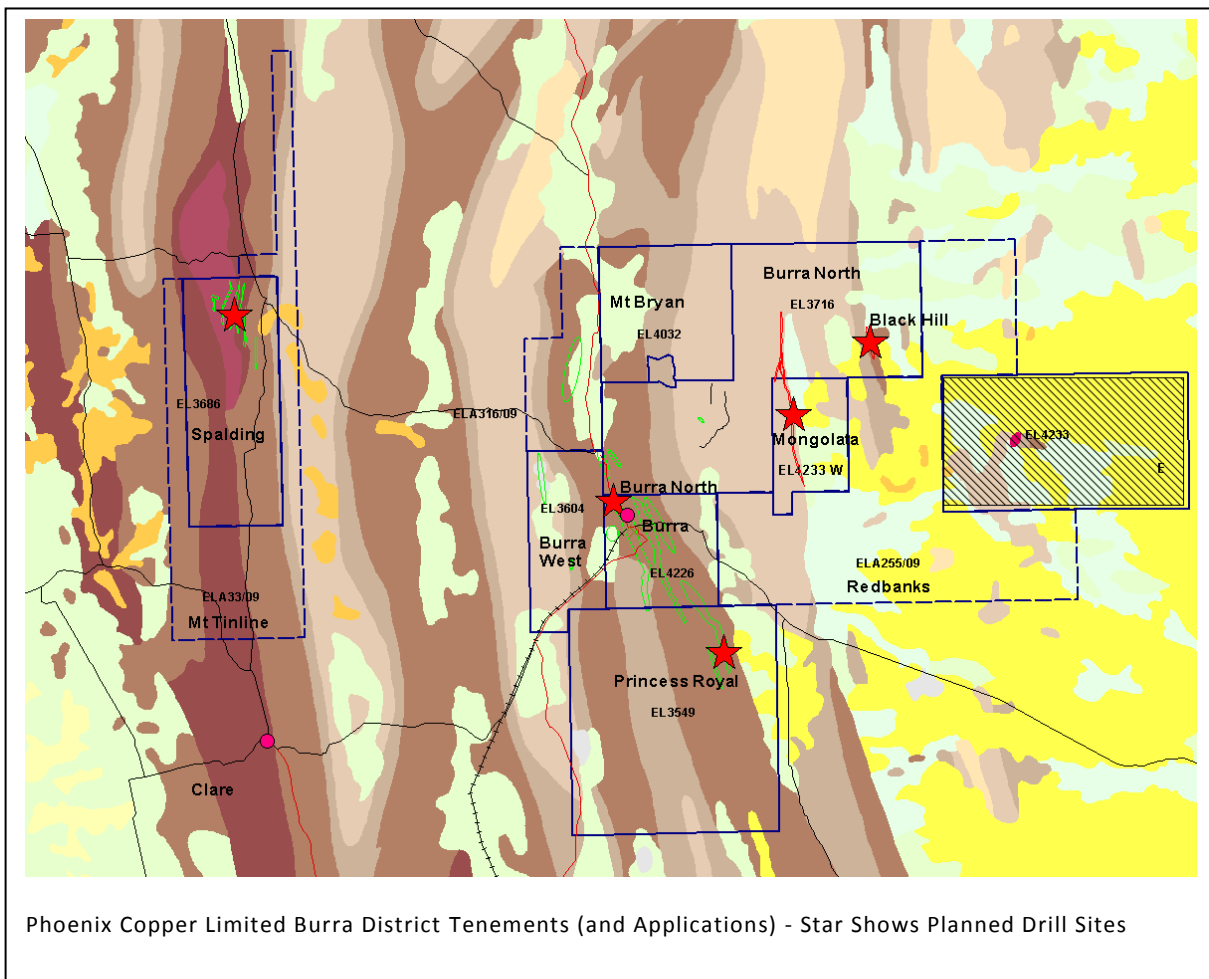 Burra North
EL3716
Mt Bryan
EL4032
Black Hill
EL3686
Spalding
ELA316/09
Mongolata
EL4233 W
EL4233
E
Burra North
EL3604
Burra
West
Burra
EL4226
ELA255/09
Redbanks
ELA33/09
Mt Tinline
Princess Royal
EL3549
Clare
Phoenix Copper Limited Burra District Tenements (and Applications) - Star Shows Planned Drill Sites